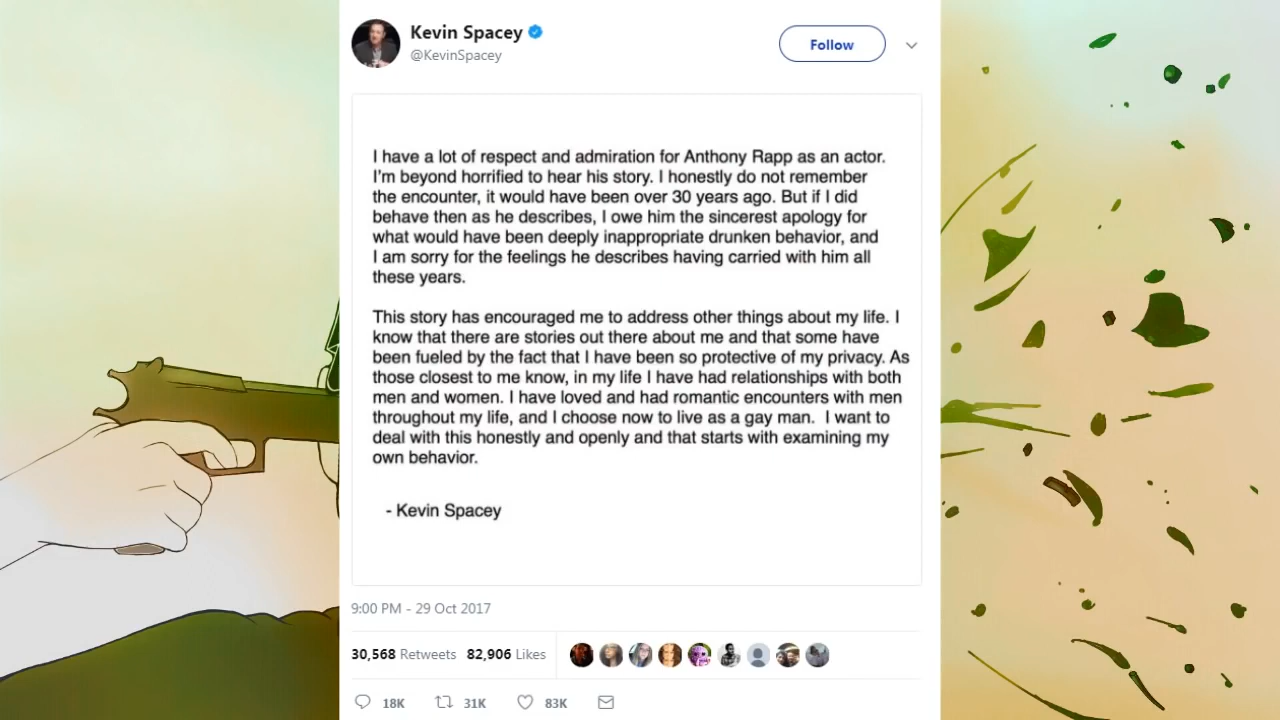 Kevin Spacey
@KevinSpacey
Follow
I have a lot of respect and admiration for Anthony Rapp as an actor.
I'm beyond horrified to hear his story. I honestly do not remember
the encounter, it would have been over 30 years ago. But if I did
behave then as he describes, I owe him the sincerest apology for
what would have been deeply inappropriate drunken behavior, and
I am sorry for the feelings he describes having carried with him all
these years.
This story has encouraged me to address other things about my life. I
know that there are stories out there about me and that some have
been fueled by the fact that I have been so protective of my privacy. As
those closest to me know, in my life I have had relationships with both
men and women. I have loved and had romantic encounters with men
throughout my life, and I choose now to live as a gay man.  I want to
deal with this honestly and openly and that starts with examining my
own behavior.
- Kevin Spacey
9:00 PM - 29 Oct 2017
30,568 Retweets 82,906 Likes
18K 31K 83K